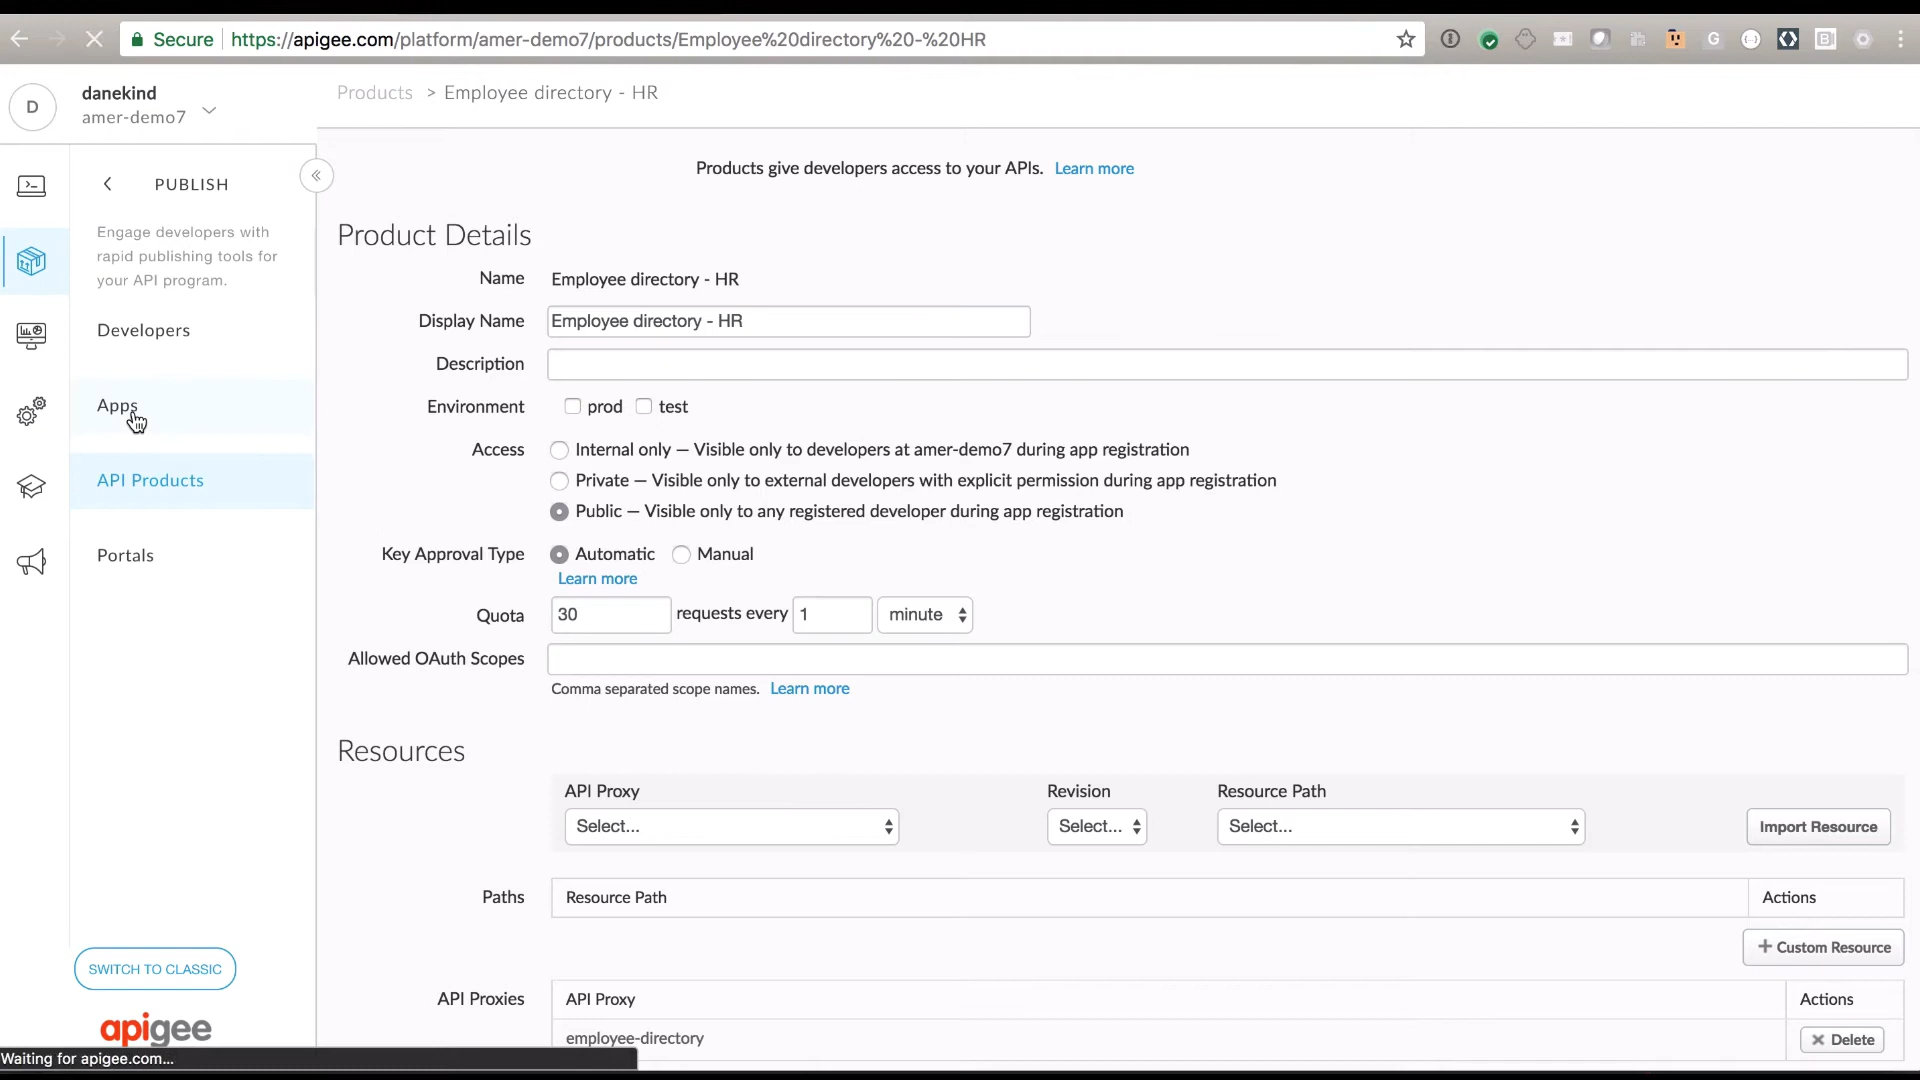 Secure https://apigee.com/platform/amer-demo7/products/Employee%20directory%20-%20HR
D
danekind
amer-demo7
Products > Employee directory - HR
PUBLISH
Engage developers with
rapid publishing tools for
your API program.
Developers
Apps
API Products
Portals
SWITCH TO CLASSIC
apigee
Waiting for apigee.com...
Products give developers access to your APIs. Learn more
Product Details
Name Employee directory - HR
Display Name Employee directory - HR
Description
Environment prod test
Access Internal only — Visible only to developers at amer-demo7 during app registration
Private — Visible only to external developers with explicit permission during app registration
Public — Visible only to any registered developer during app registration
Key Approval Type Automatic Manual
Learn more
Quota 30 requests every 1 minute
Allowed OAuth Scopes
Comma separated scope names. Learn more
Resources
API Proxy Revision Resource Path
Select... Select... Select... Import Resource
Paths Resource Path Actions
+ Custom Resource
API Proxies API Proxy Actions
employee-directory Delete